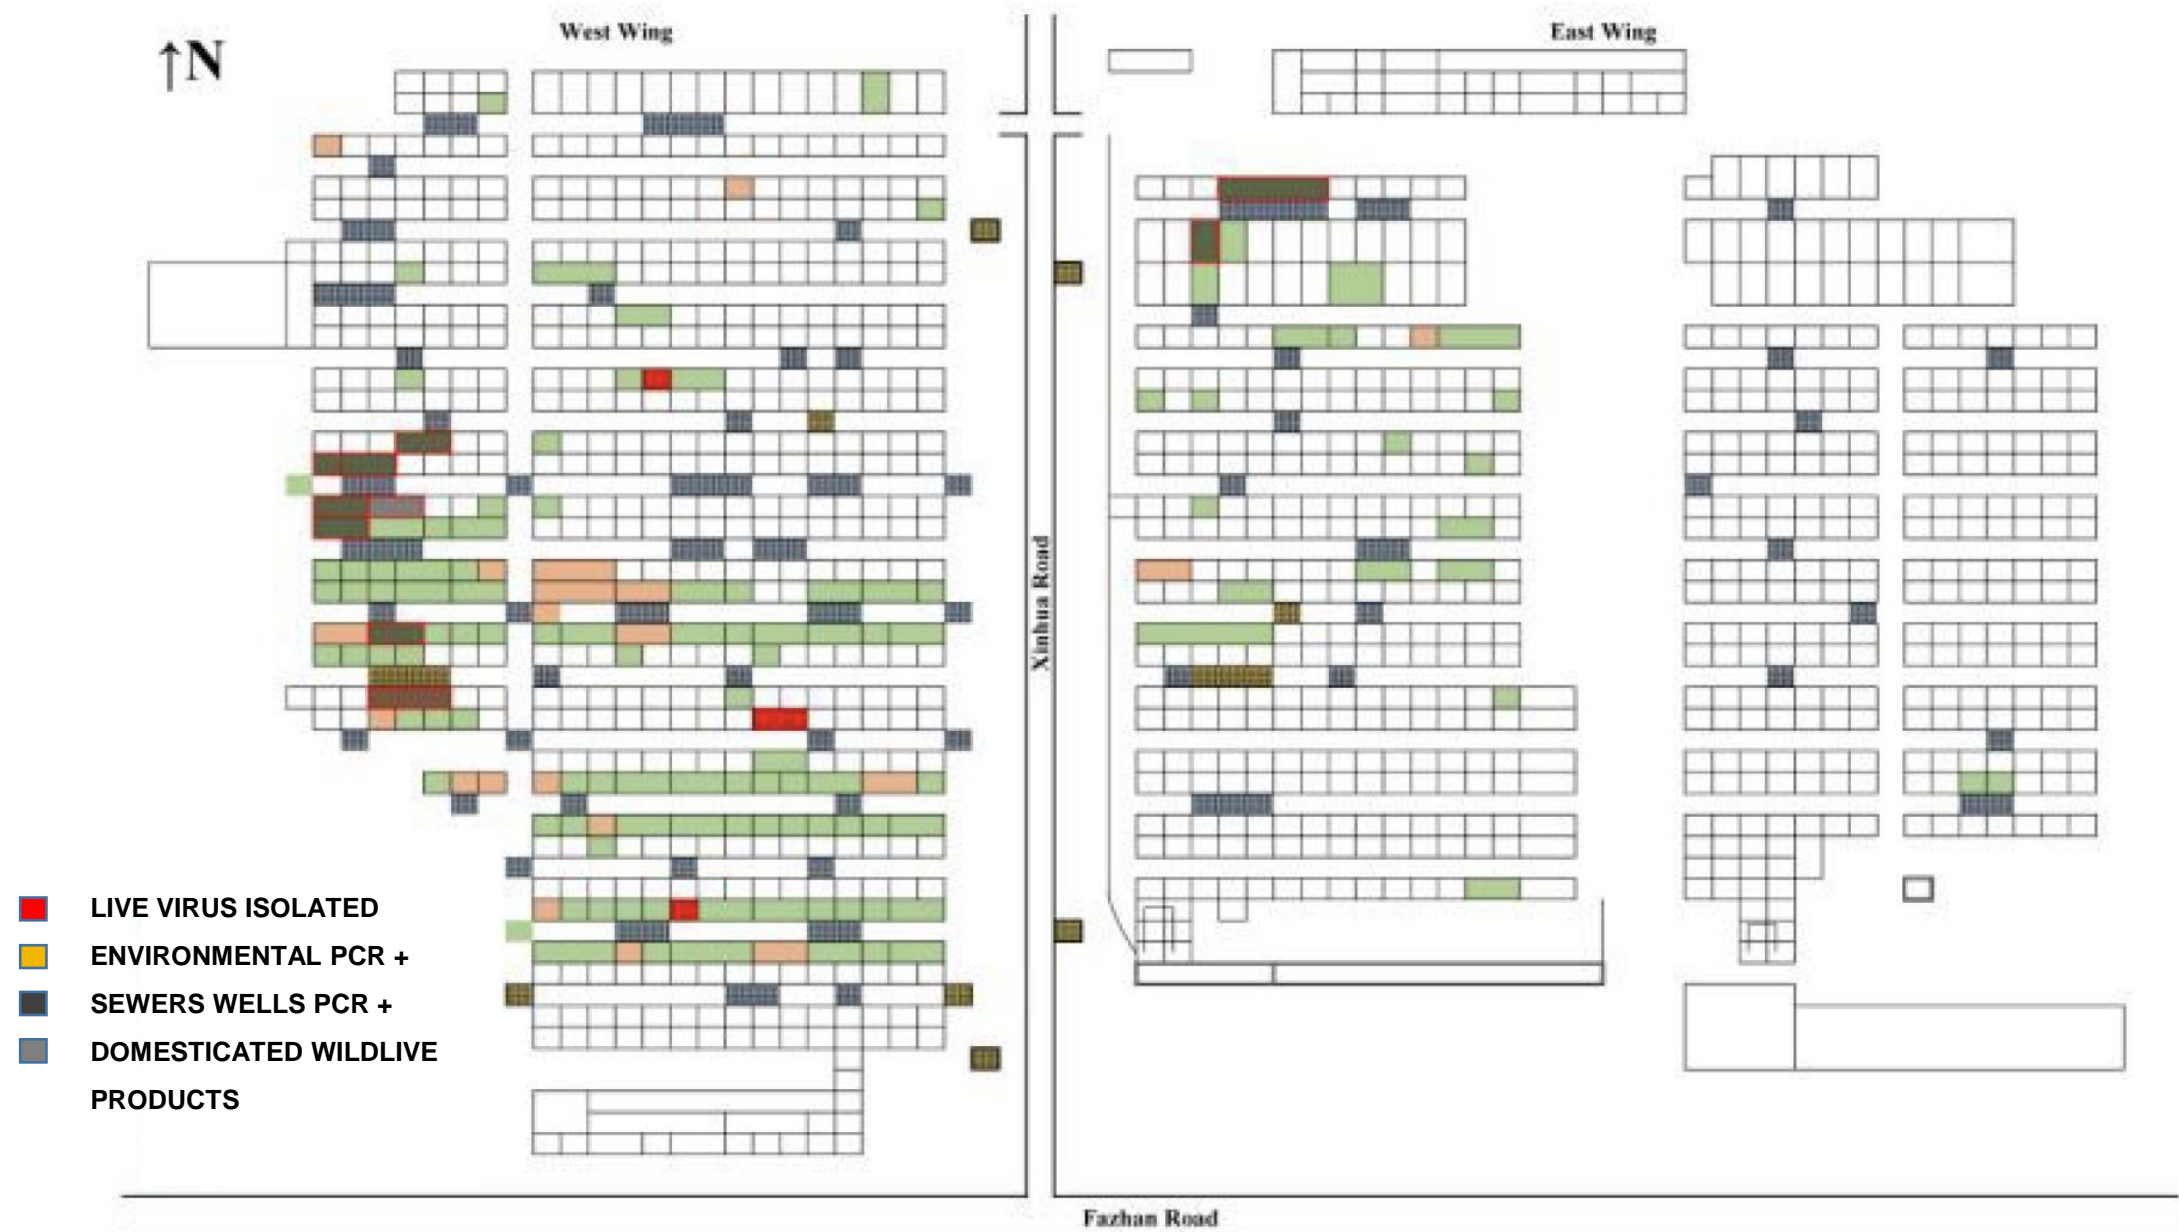 West Wing
East Wing
↑N
Xinhua Road
LIVE VIRUS ISOLATED
ENVIRONMENTAL PCR +
SEWERS WELLS PCR +
DOMESTICATED WILDLIVE
PRODUCTS
Fazhan Road